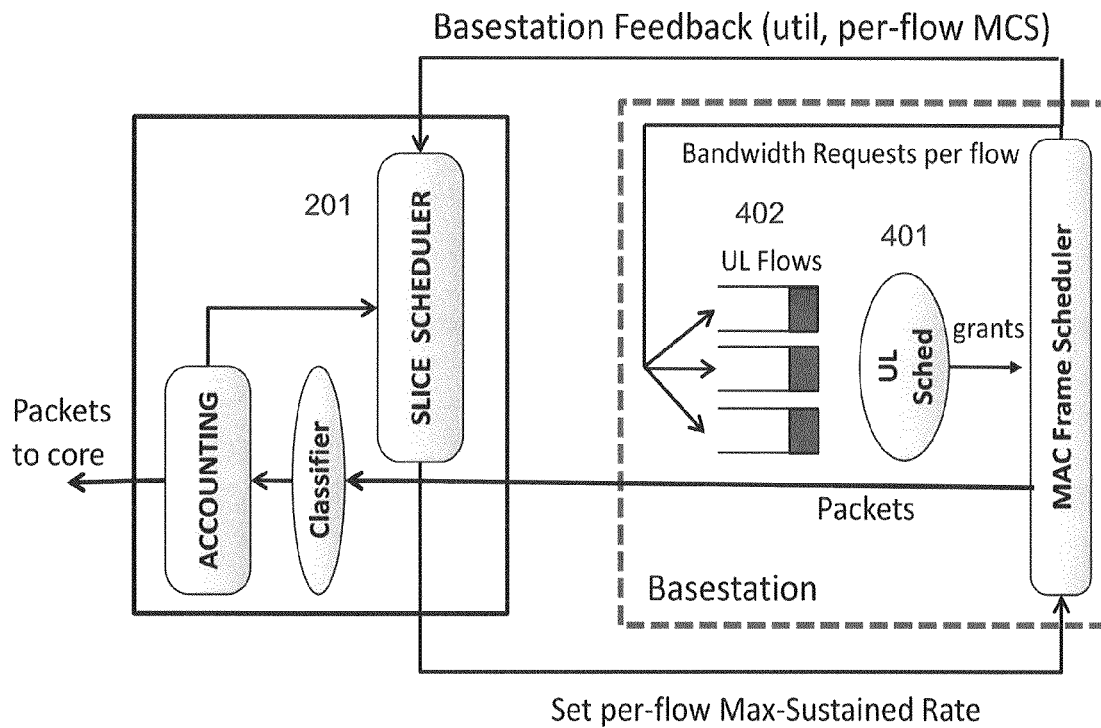 Basestation Feedback (util, per-flow MCS)
Bandwidth Requests per flow
201
SLICE SCHEDULER
402
UL Flows
401
UL
Sched
grants
MAC Frame Scheduler
Packets
to core
ACCOUNTING
Classifier
Packets
Basestation
Set per-flow Max-Sustained Rate